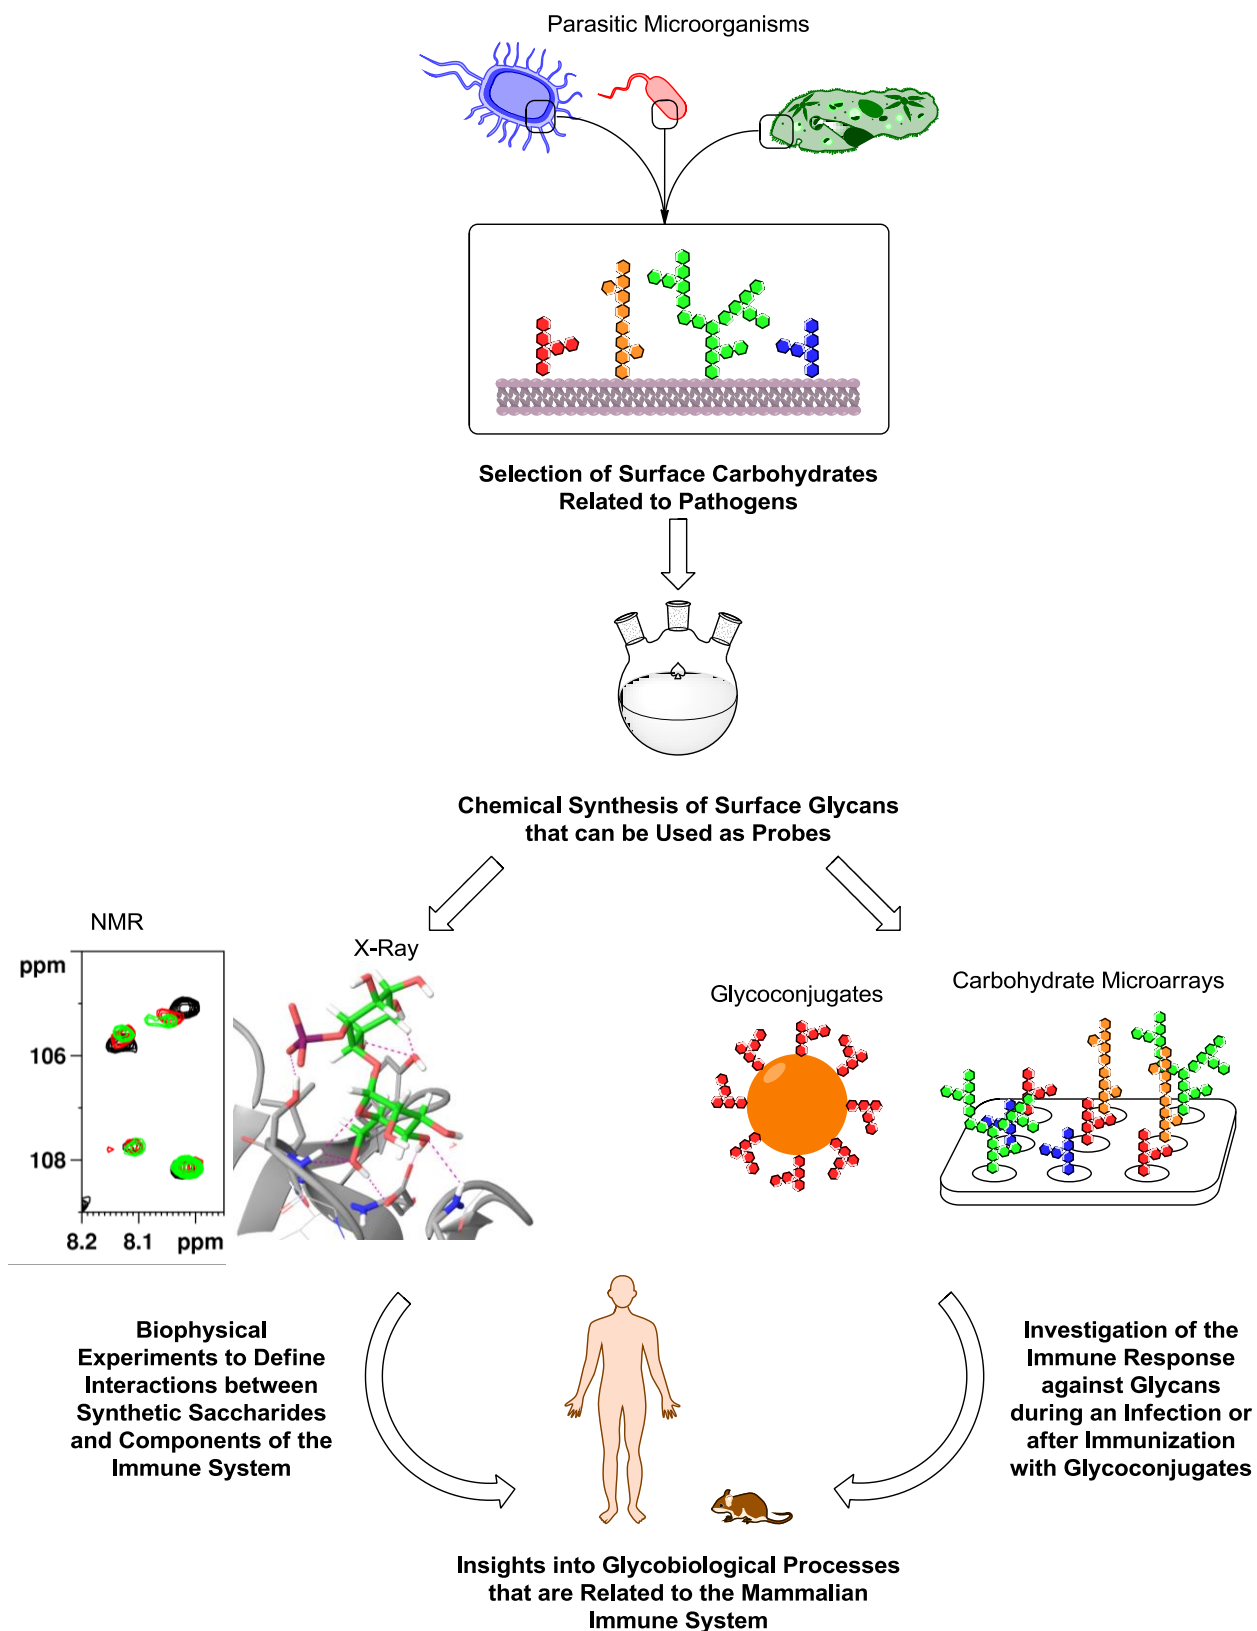 Parasitic Microorganisms
Selection of Surface Carbohydrates
Related to Pathogens
Chemical Synthesis of Surface Glycans
that can be Used as Probes
NMR
ppm
106
108
8.2 8.1 ppm
X-Ray
Glycoconjugates
Carbohydrate Microarrays
Biophysical
Experiments to Define
Interactions between
Synthetic Saccharides
and Components of the
Immune System
Investigation of the
Immune Response
against Glycans
during an Infection or
after Immunization
with Glycoconjugates
Insights into Glycobiological Processes
that are Related to the Mammalian
Immune System